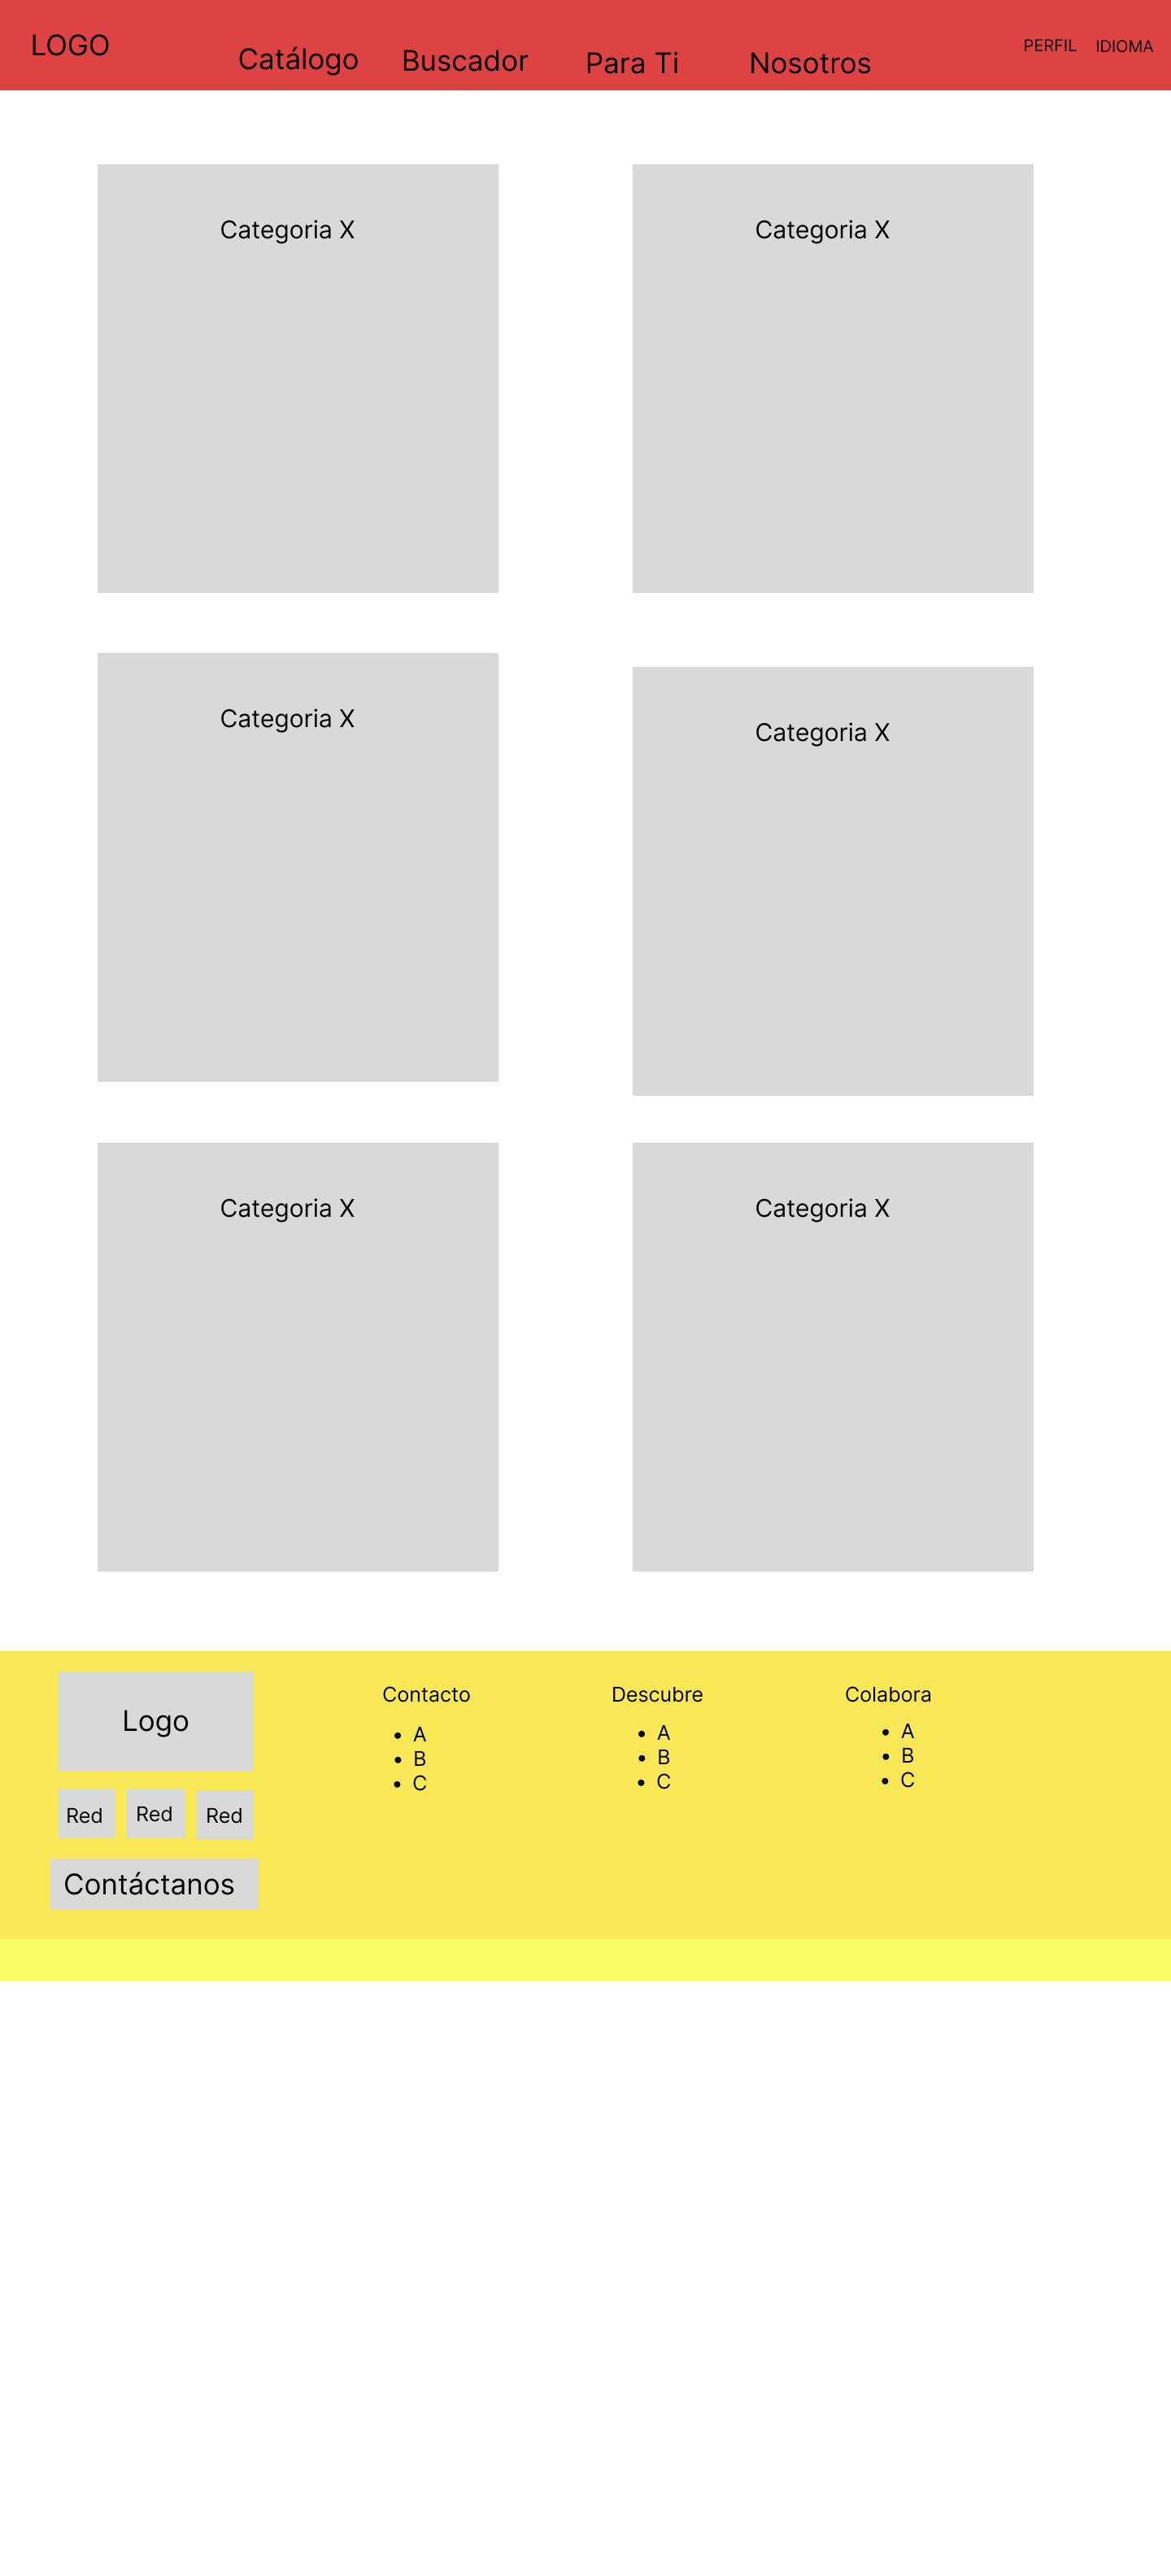 LOGO
Catálogo
Buscador
Para Ti
Nosotros
PERFIL
IDIOMA
Categoria X
Categoria X
Categoria X
Categoria X
Categoria X
Categoria X
Logo
Red
Red
Red
Contáctanos
Contacto
• A
• B
• C
Descubre
• A
• B
• C
Colabora
• A
• B
• C